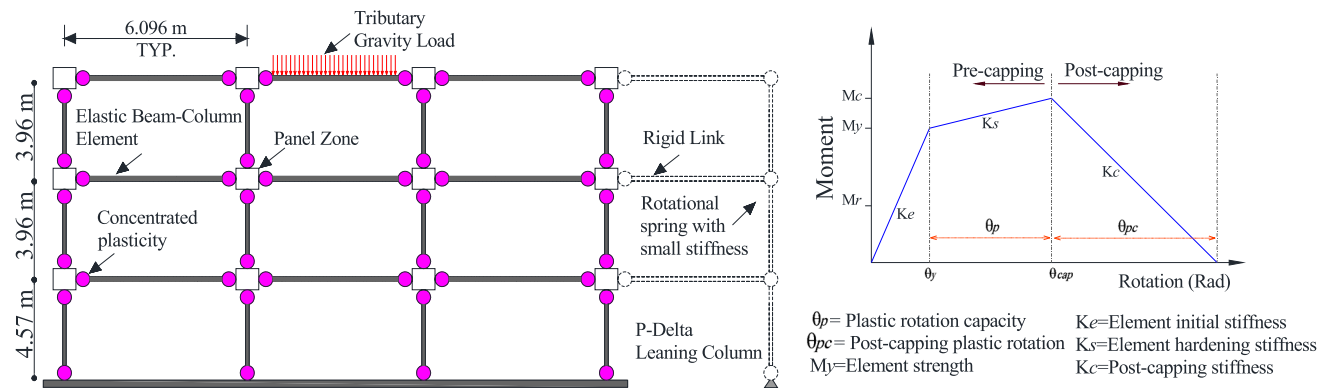 6.096 m
TYP.
Tributary
Gravity Load
3.96 m
Elastic Beam-Column
Element
Panel Zone
Rigid Link
3.96 m
Concentrated
plasticity
Rotational
spring with
small stiffness
4.57 m
P-Delta
Leaning Column
Pre-capping
Post-capping
Moment
Mc
My
Mr
Ks
Kc
Ke
θp
θpc
θy
θcap
Rotation (Rad)
θp= Plastic rotation capacity
θpc= Post-capping plastic rotation
My=Element strength
Ke=Element initial stiffness
Ks=Element hardening stiffness
Kc=Post-capping stiffness